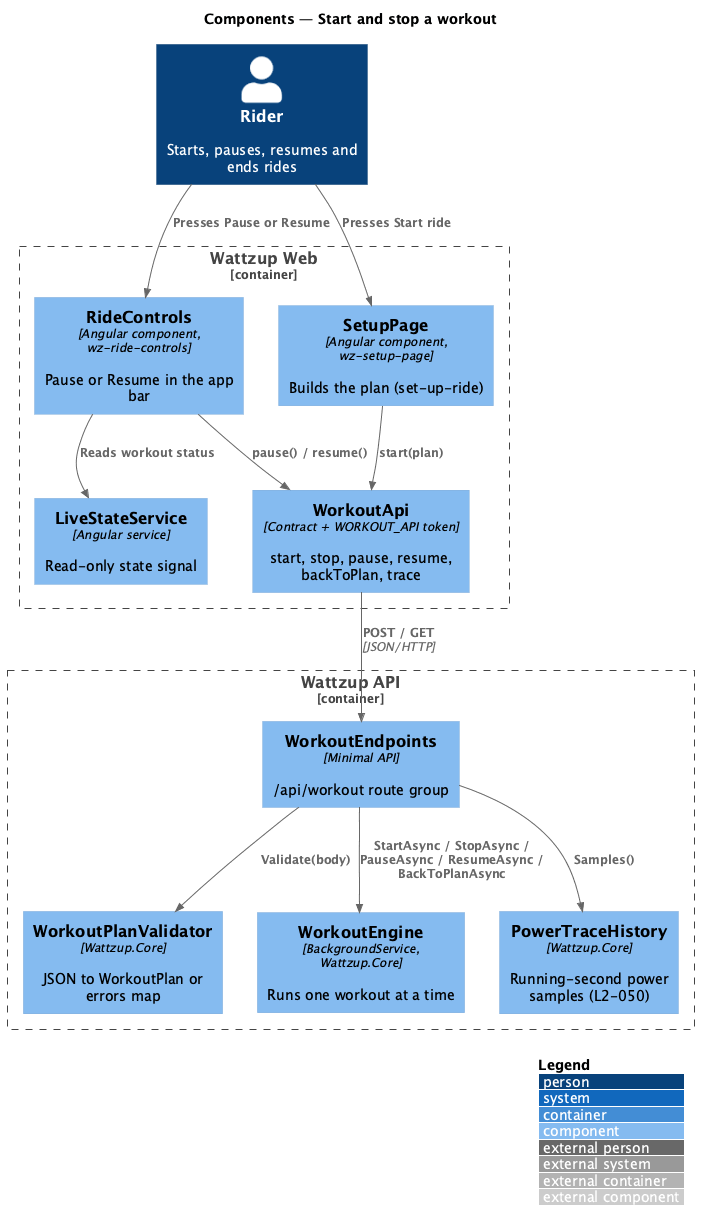 Components — Start and stop a workout
Rider
Starts, pauses, resumes and
ends rides
Presses Pause or Resume
Presses Start ride
Wattzup Web
[container]
RideControls
[Angular component,
wz-ride-controls]
Pause or Resume in the app
bar
SetupPage
[Angular component,
wz-setup-page]
Builds the plan (set-up-ride)
Reads workout status
pause() / resume()
start(plan)
LiveStateService
[Angular service]
Read-only state signal
WorkoutApi
[Contract + WORKOUT_API token]
start, stop, pause, resume,
backToPlan, trace
POST / GET
[JSON/HTTP]
Wattzup API
[container]
WorkoutEndpoints
[Minimal API]
/api/workout route group
Validate(body)
StartAsync / StopAsync /
PauseAsync / ResumeAsync /
BackToPlanAsync
Samples()
WorkoutPlanValidator
[Wattzup.Core]
JSON to WorkoutPlan or
errors map
WorkoutEngine
[BackgroundService,
Wattzup.Core]
Runs one workout at a time
PowerTraceHistory
[Wattzup.Core]
Running-second power
samples (L2-050)
Legend
person
system
container
component
external person
external system
external container
external component